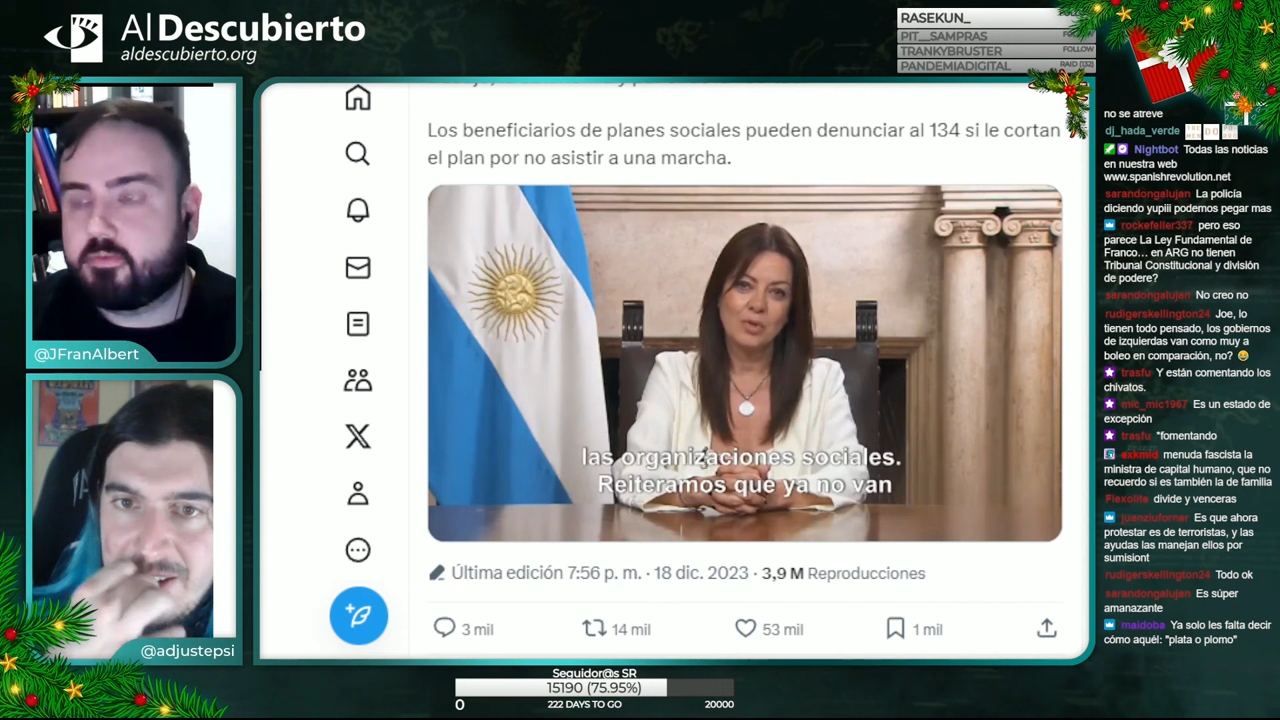 Al Descubierto
aldescubierto.org
RASEKUN_
PIT__SAMPRAS
TRANKYBRUSTER FOLLOW
PANDEMIADIGITAL RAID (132)
@JFranAlbert
@adjustepsi
Los beneficiarios de planes sociales pueden denunciar al 134 si le cortan
el plan por no asistir a una marcha.
las organizaciones sociales.
Reiteramos que ya no van
Última edición 7:56 p. m. · 18 dic. 2023 · 3,9 M Reproducciones
3 mil 14 mil 53 mil 1 mil
Seguidor@s SR
15190 (75.95%)
0 222 DAYS TO GO 20000
no se atreve
dj_hada_verde
Nightbot Todas las noticias
en nuestra web
www.spanishrevolution.net
sarandongalujan La policía
diciendo yupiii podemos pegar mas
rockefeller337 pero eso
parece La Ley Fundamental de
Franco... en ARG no tienen
Tribunal Constitucional y división
de podere?
sarandongalujan No creo no
rudigerskellington24 Joe, lo
tienen todo pensado, los gobiernos
de izquierdas van como muy a
boleo en comparación, no? 😅
trasfu Y están comentando los
chivatos.
mic_mic1967 Es un estado de
excepción
trasfu "fomentando
exkmid menuda fascista la
ministra de capital humano, que no
recuerdo si es también la de familia
Flexolite divide y venceras
juanziufornar Es que ahora
protestar es de terroristas, y las
ayudas las manejan ellos por
sumisiont
rudigerskellington24 Todo ok
sarandongalujan Es súper
amanazante
maidoba Ya solo les falta decir
cómo aquél: "plata o plomo"